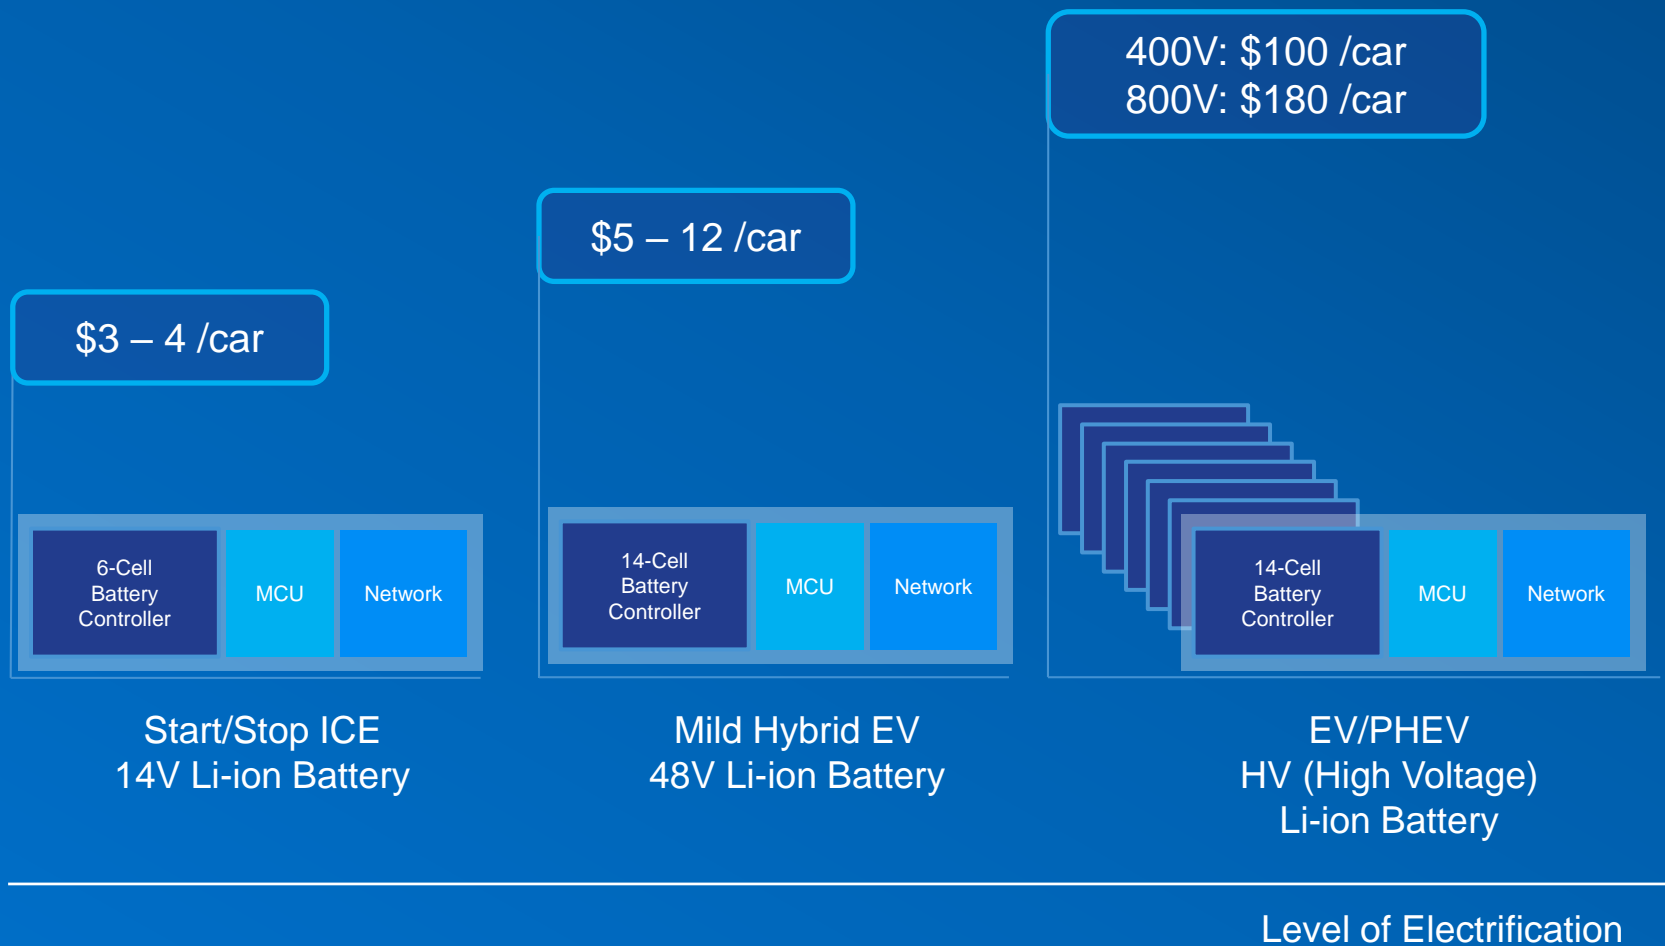 400V: $100 /car
800V: $180 /car
$5 – 12 /car
$3 – 4 /car
6-Cell
Battery
Controller
MCU
Network
14-Cell
Battery
Controller
MCU
Network
14-Cell
Battery
Controller
MCU
Network
Start/Stop ICE
14V Li-ion Battery
Mild Hybrid EV
48V Li-ion Battery
EV/PHEV
HV (High Voltage)
Li-ion Battery
Level of Electrification